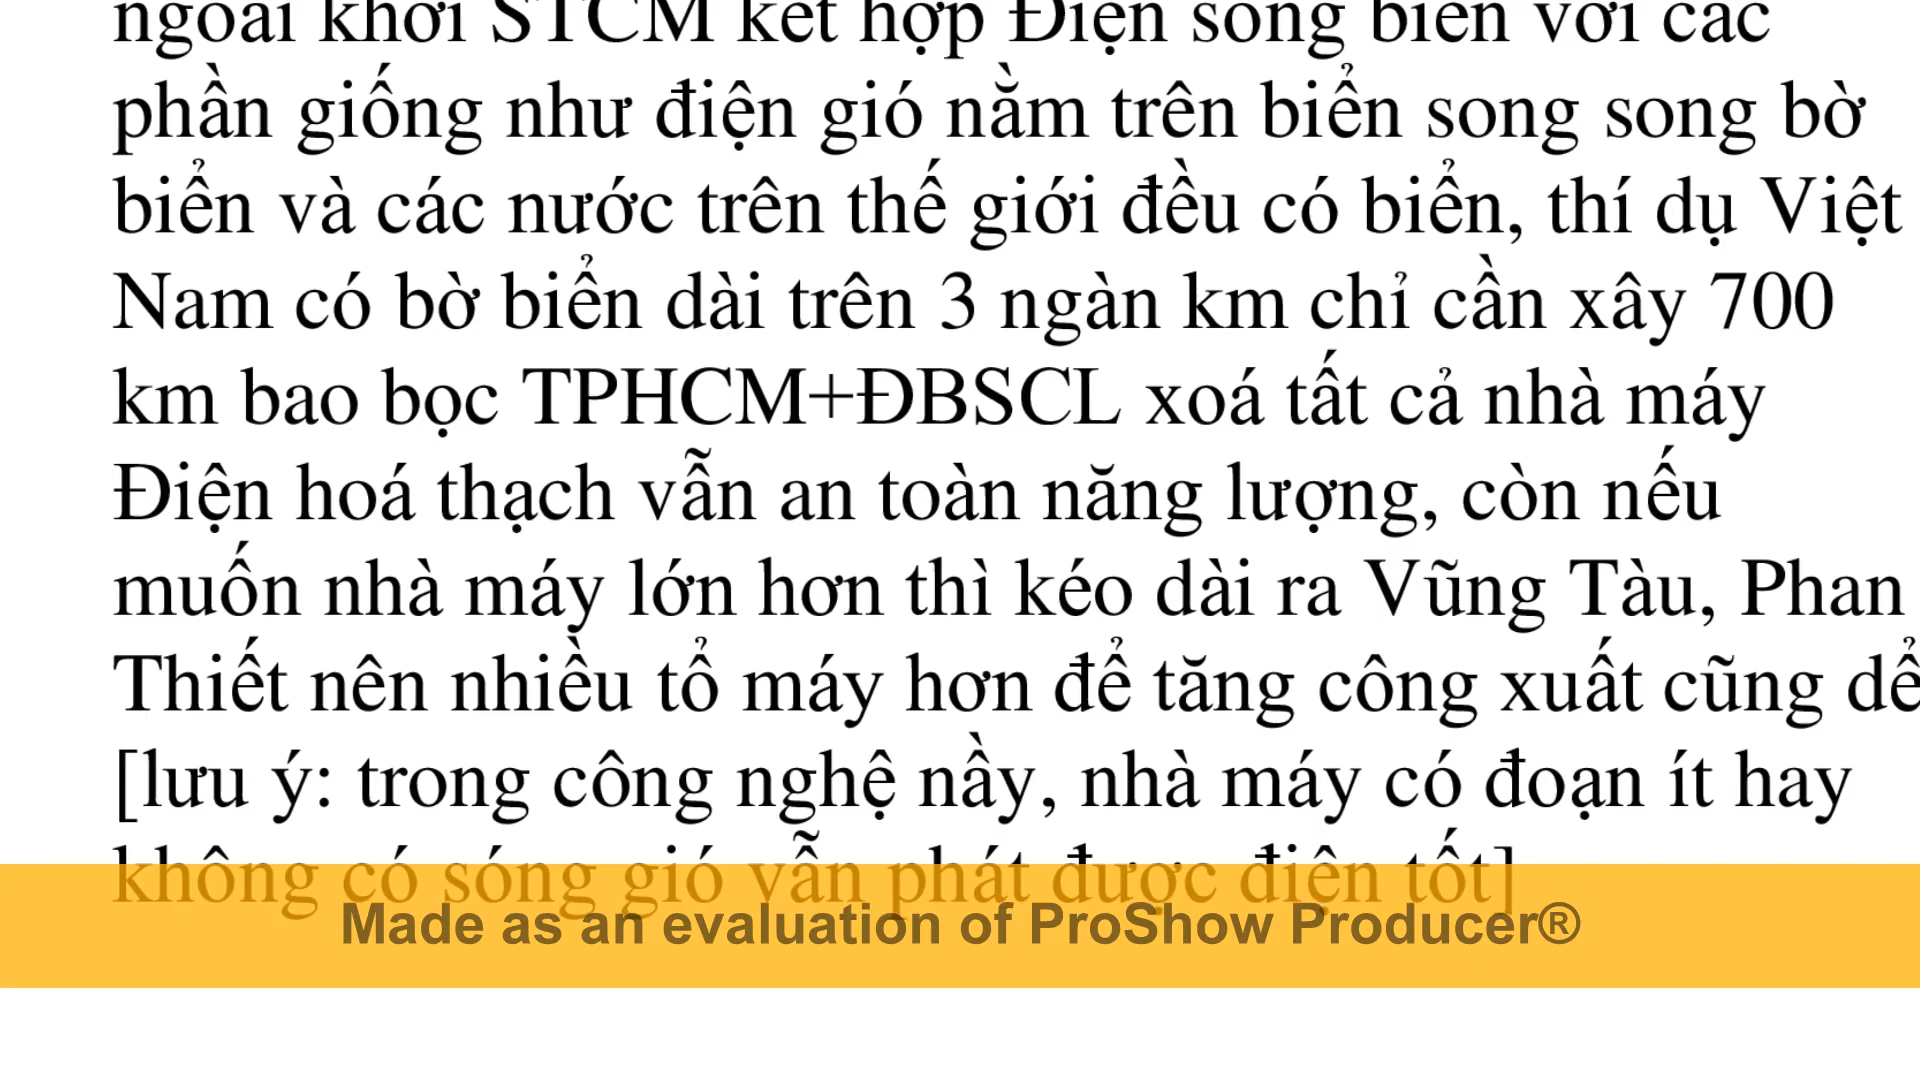 ngoài khơi STCM kết hợp Điện sóng biển với các
phần giống như điện gió nằm trên biển song song bờ
biển và các nước trên thế giới đều có biển, thí dụ Việt
Nam có bờ biển dài trên 3 ngàn km chỉ cần xây 700
km bao bọc TPHCM+ĐBSCL xoá tất cả nhà máy
Điện hoá thạch vẫn an toàn năng lượng, còn nếu
muốn nhà máy lớn hơn thì kéo dài ra Vũng Tàu, Phan
Thiết nên nhiều tổ máy hơn để tăng công xuất cũng dể
[lưu ý: trong công nghệ nầy, nhà máy có đoạn ít hay
không có sóng gió vẫn phát được điện tốt]
Made as an evaluation of ProShow Producer®